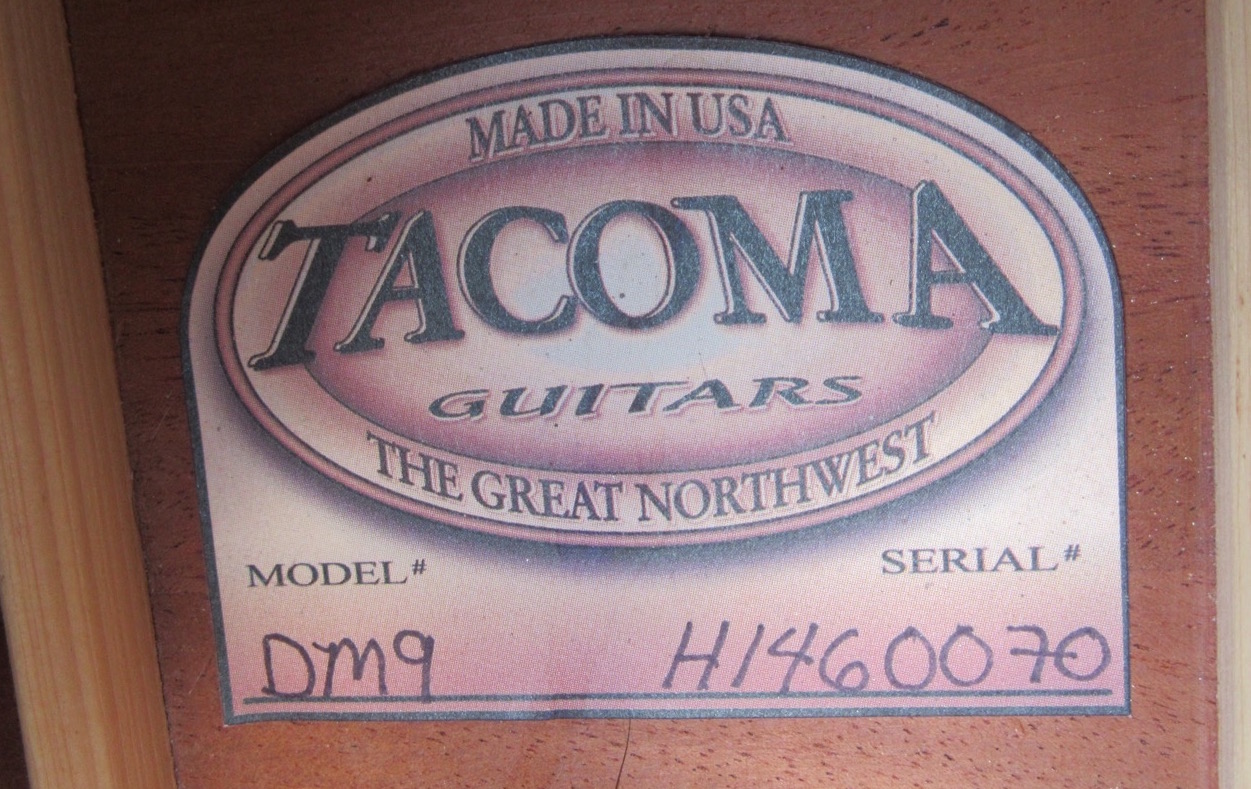 MADE IN USA
TACOMA
GUITARS
THE GREAT NORTHWEST
MODEL# SERIAL#
DM9 H1460070